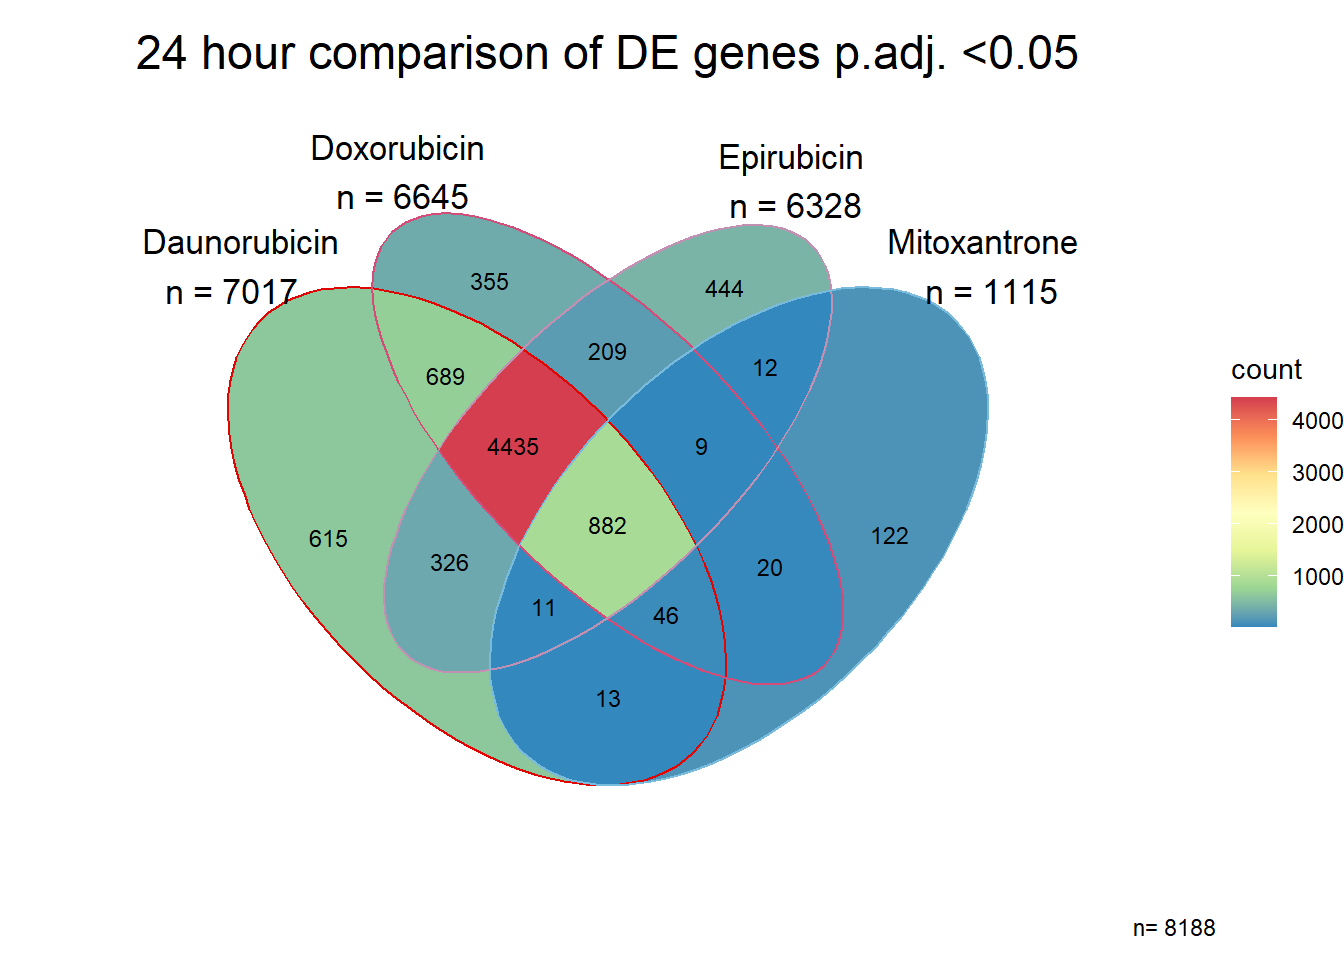 24 hour comparison of DE genes p.adj. <0.05
Doxorubicin
n = 6645
Epirubicin
n = 6328
Daunorubicin
n = 7017
Mitoxantrone
n = 1115
355
444
209
12
689
4435
9
882
615
122
326
20
11
46
13
count
4000
3000
2000
1000
n= 8188